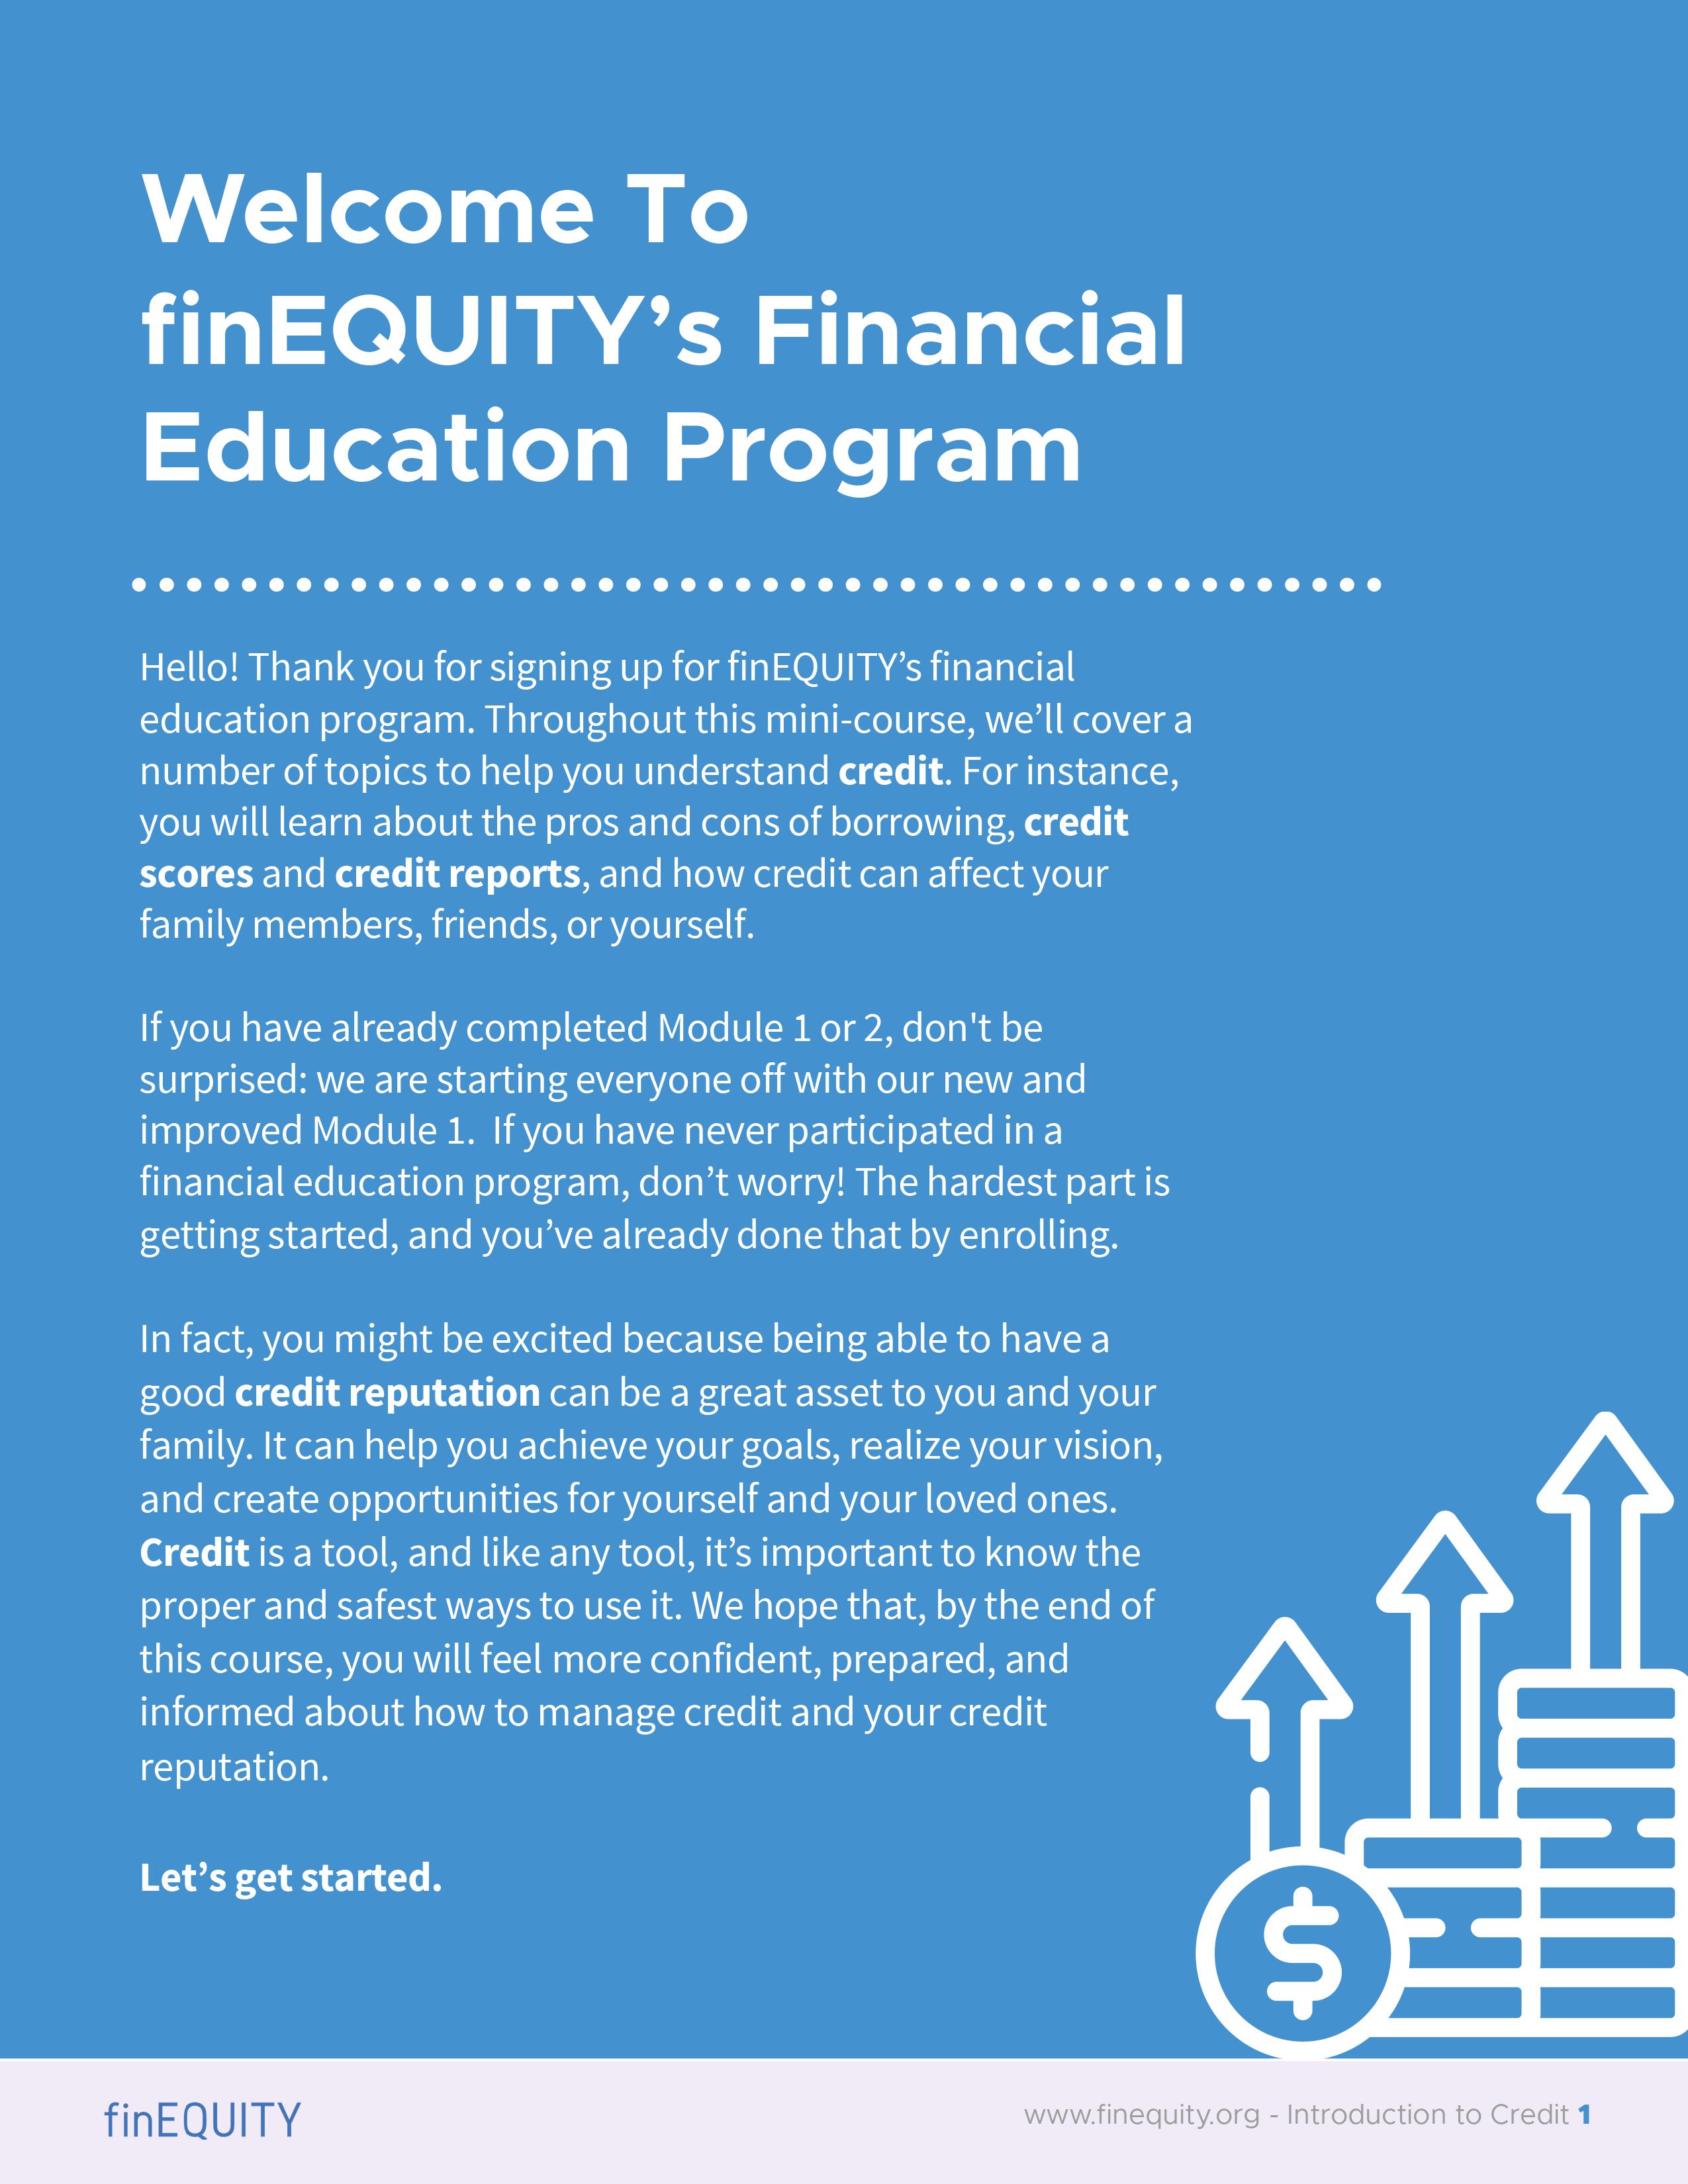 Welcome To
finEQUITY’s Financial
Education Program
Hello! Thank you for signing up for finEQUITY’s financial
education program. Throughout this mini-course, we’ll cover a
number of topics to help you understand credit. For instance,
you will learn about the pros and cons of borrowing, credit
scores and credit reports, and how credit can affect your
family members, friends, or yourself.
If you have already completed Module 1 or 2, don't be
surprised: we are starting everyone off with our new and
improved Module 1.  If you have never participated in a
financial education program, don’t worry! The hardest part is
getting started, and you’ve already done that by enrolling.
In fact, you might be excited because being able to have a
good credit reputation can be a great asset to you and your
family. It can help you achieve your goals, realize your vision,
and create opportunities for yourself and your loved ones.
Credit is a tool, and like any tool, it’s important to know the
proper and safest ways to use it. We hope that, by the end of
this course, you will feel more confident, prepared, and
informed about how to manage credit and your credit
reputation.
Let’s get started.
$
finEQUITY
www.finequity.org - Introduction to Credit 1